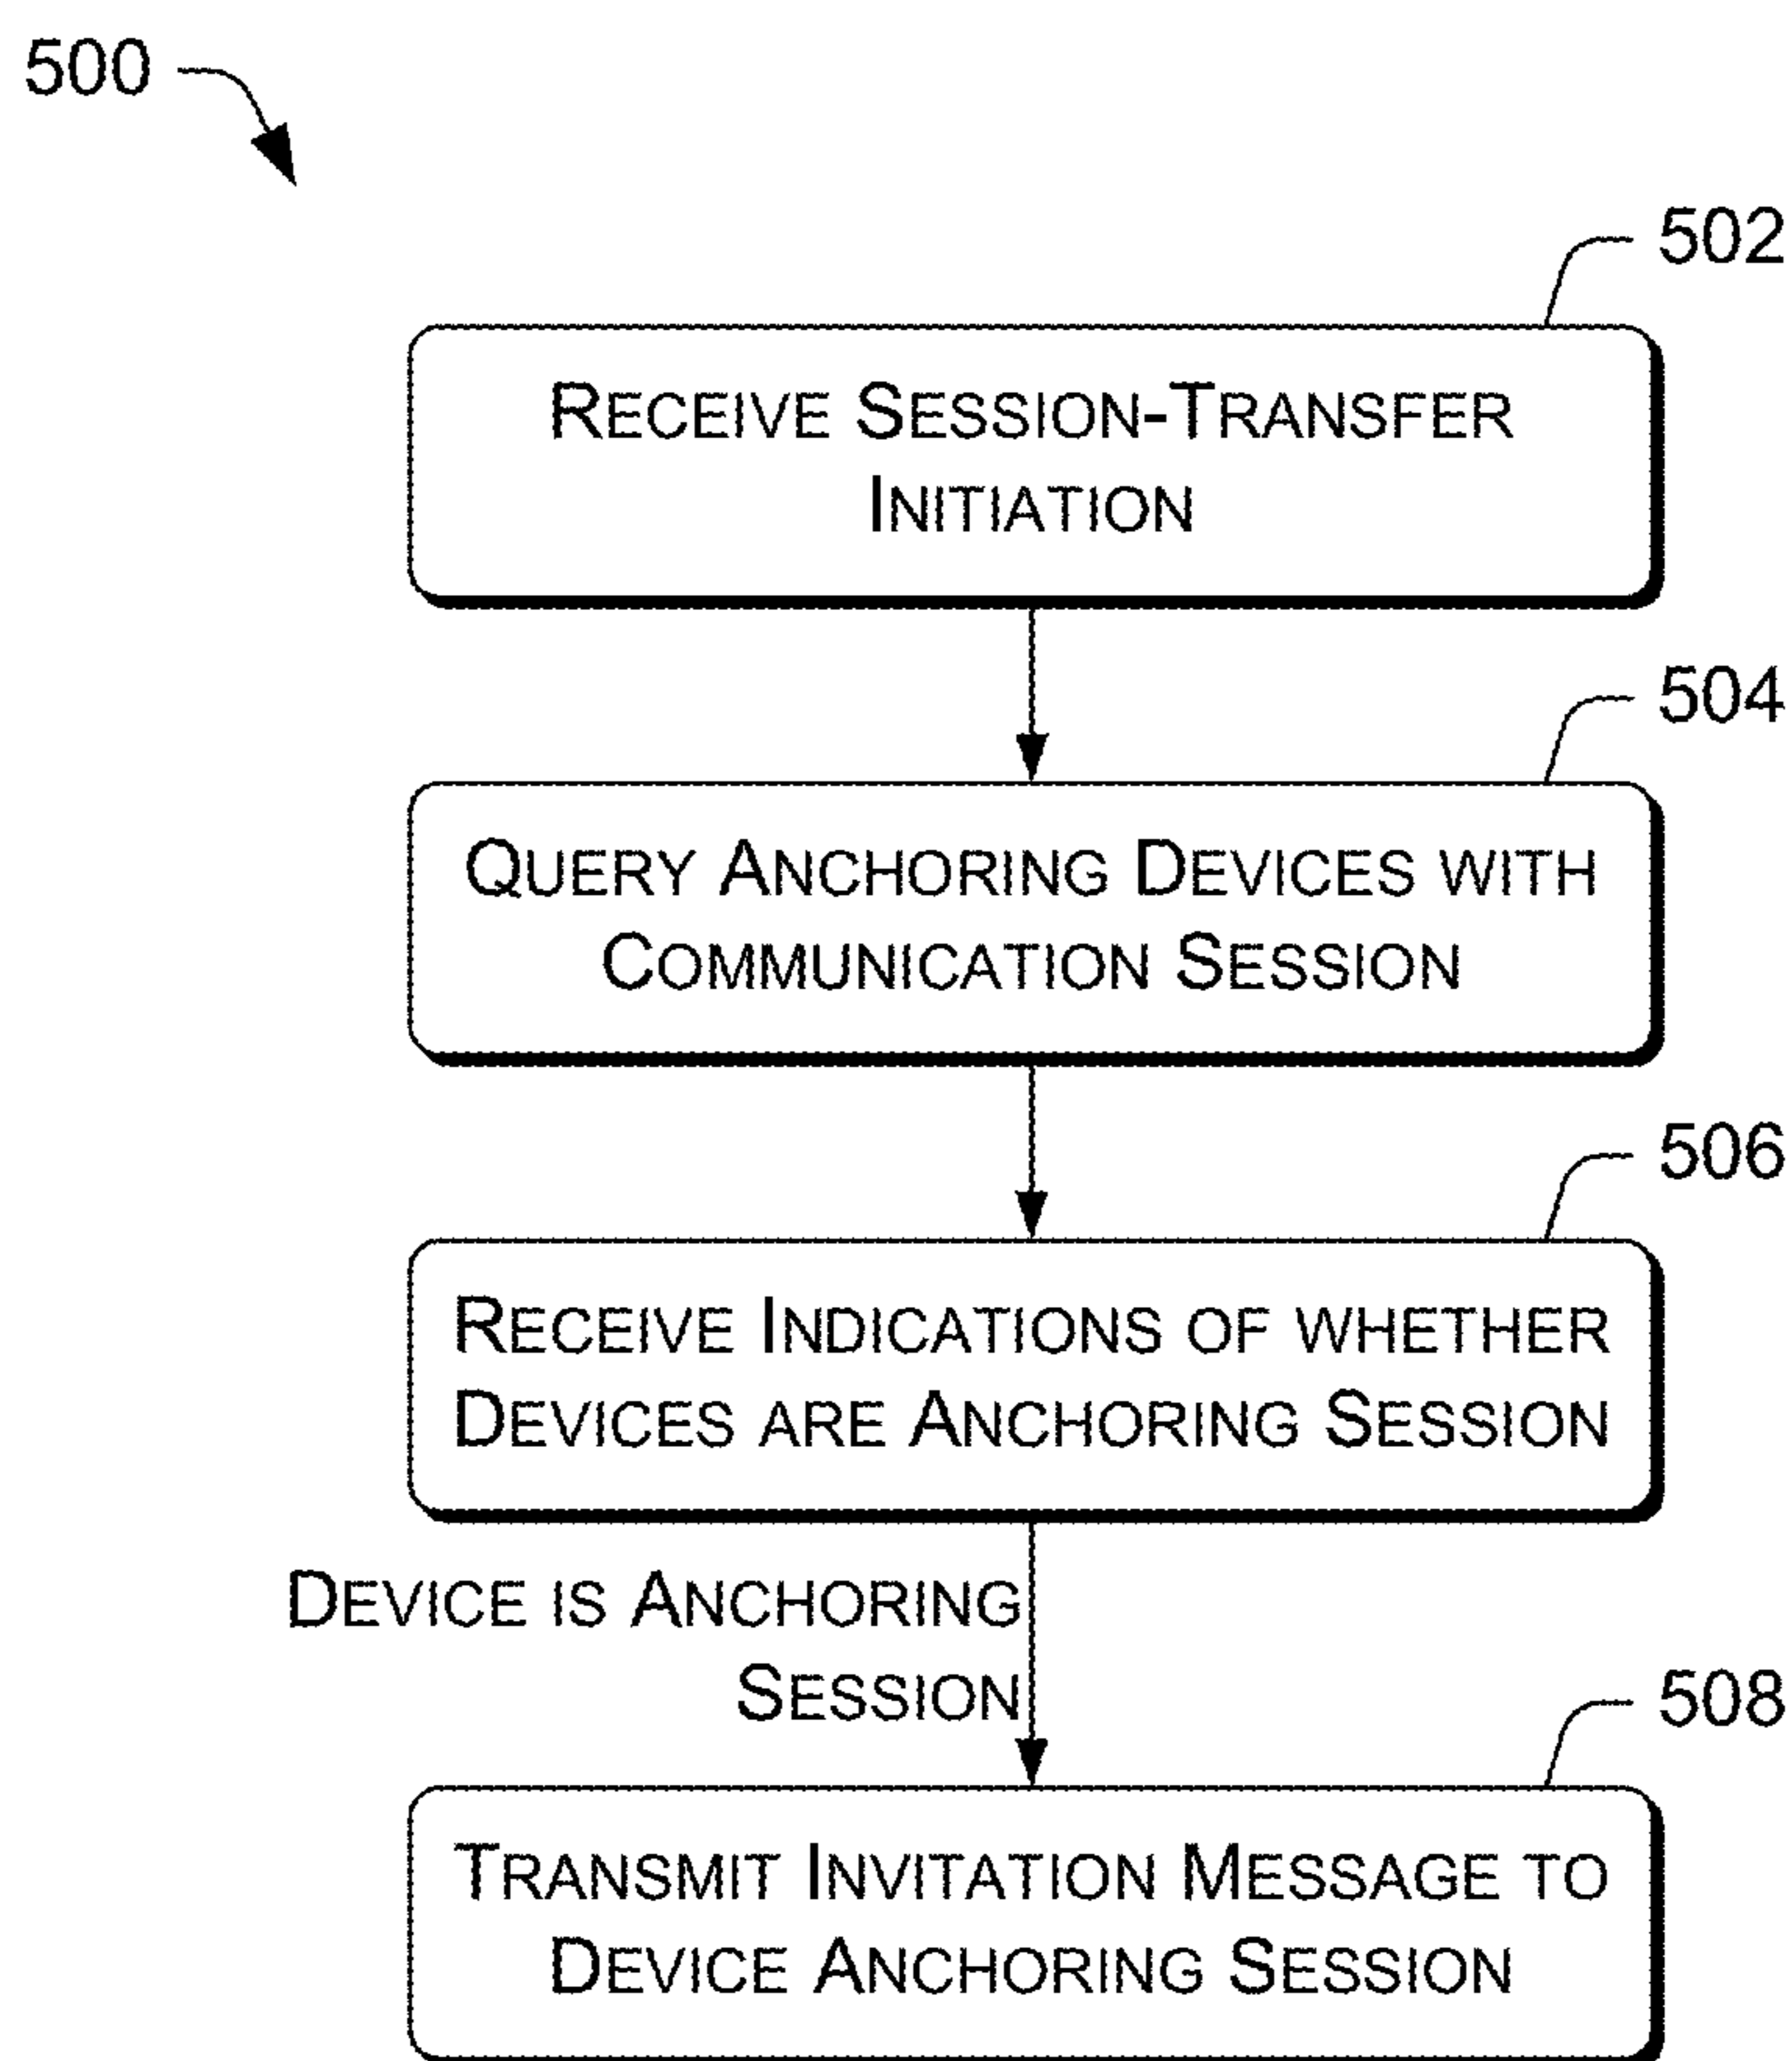 500
502
RECEIVE SESSION-TRANSFER
INITIATION
504
QUERY ANCHORING DEVICES WITH
COMMUNICATION SESSION
506
RECEIVE INDICATIONS OF WHETHER
DEVICES ARE ANCHORING SESSION
DEVICE IS ANCHORING
SESSION
508
TRANSMIT INVITATION MESSAGE TO
DEVICE ANCHORING SESSION